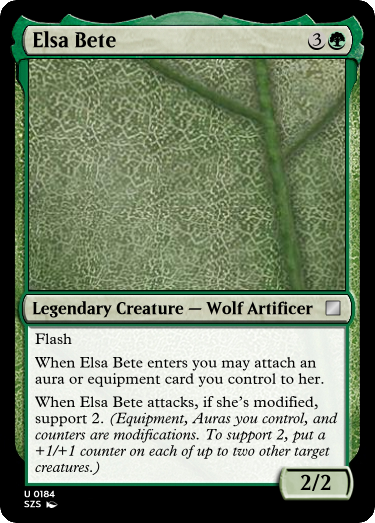 Elsa Bete 3
Legendary Creature — Wolf Artificer
Flash
When Elsa Bete enters you may attach an
aura or equipment card you control to her.
When Elsa Bete attacks, if she's modified,
support 2. (Equipment, Auras you control, and
counters are modifications. To support 2, put a
+1/+1 counter on each of up to two other target
creatures.)
2/2
U 0184
SZS